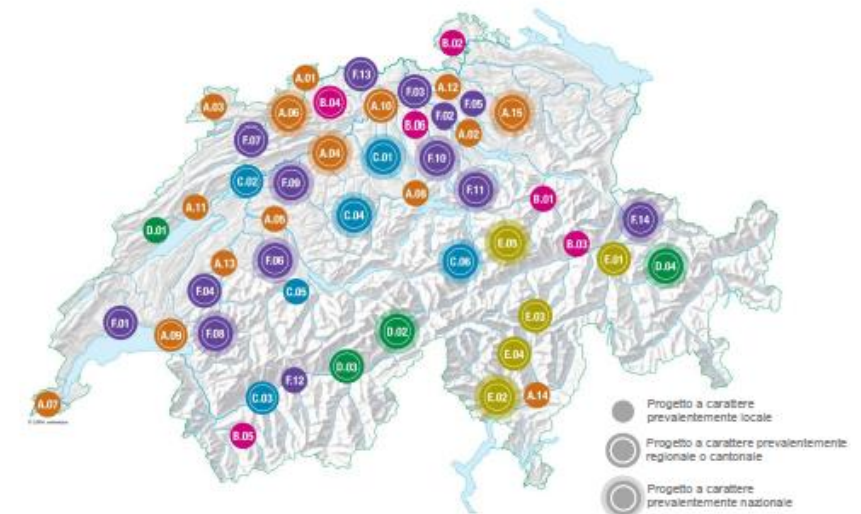 B.02
A.01
F.13
A.03
A.06
B.04
A.10
F.03
A.12
F.05
F.02
A.15
B.06
A.02
F.07
A.04
C.01
F.10
C.02
F.09
A.08
F.11
B.01
A.11
A.05
C.04
F.14
D.01
E.05
B.03
A.13
F.06
C.06
E.01
D.04
F.04
C.05
F.01
A.09
F.08
D.02
E.03
E.04
D.03
F.12
A.07
C.03
E.02
A.14
B.05
Progetto a carattere
prevalentemente locale
Progetto a carattere prevalentemente
regionale o cantonale
Progetto a carattere
prevalentemente nazionale